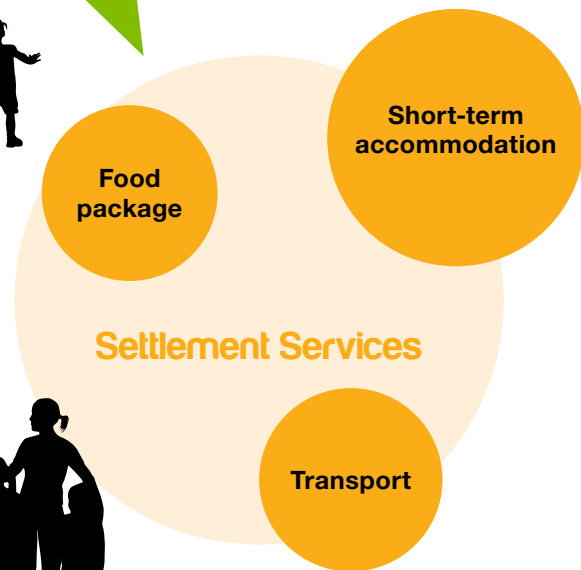 Short-term
accommodation
Food
package
Settlement Services
Transport